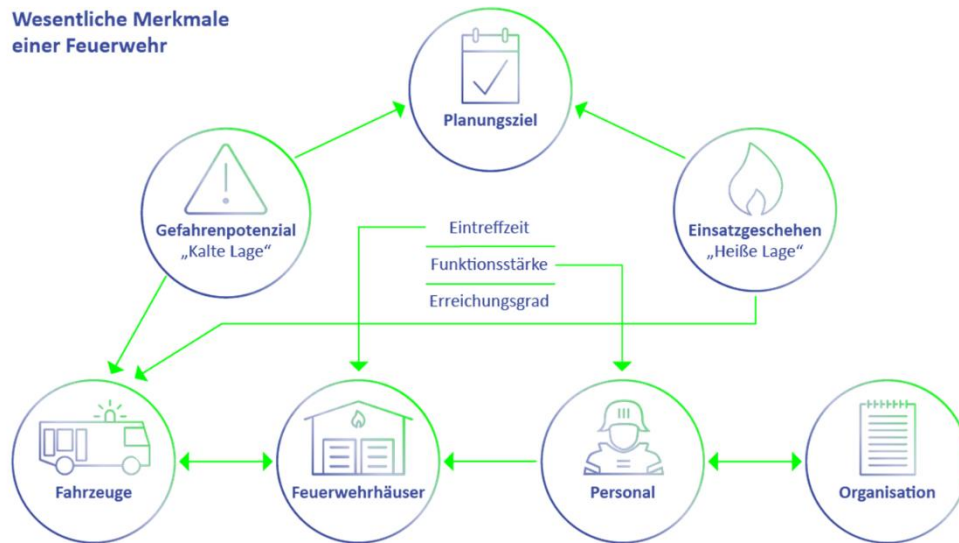 Wesentliche Merkmale
einer Feuerwehr
Planungsziel
Gefahrenpotenzial
„Kalte Lage“
Einsatzgeschehen
„Heiße Lage“
Eintreffzeit
Funktionsstärke
Erreichungsgrad
Fahrzeuge
Feuerwehrhäuser
Personal
Organisation